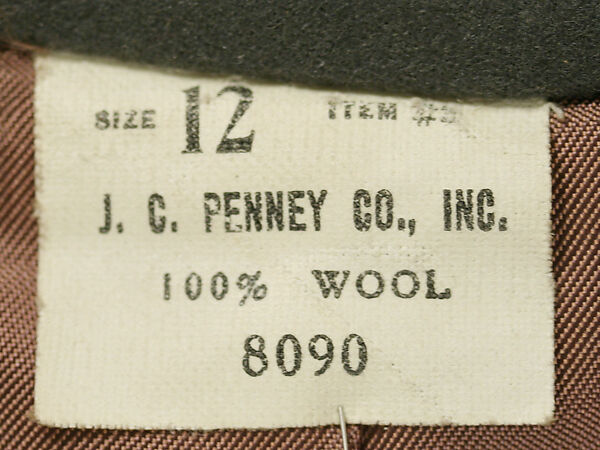 SIZE 12 ITEM
J. C. PENNEY CO., INC.
100% WOOL
8090